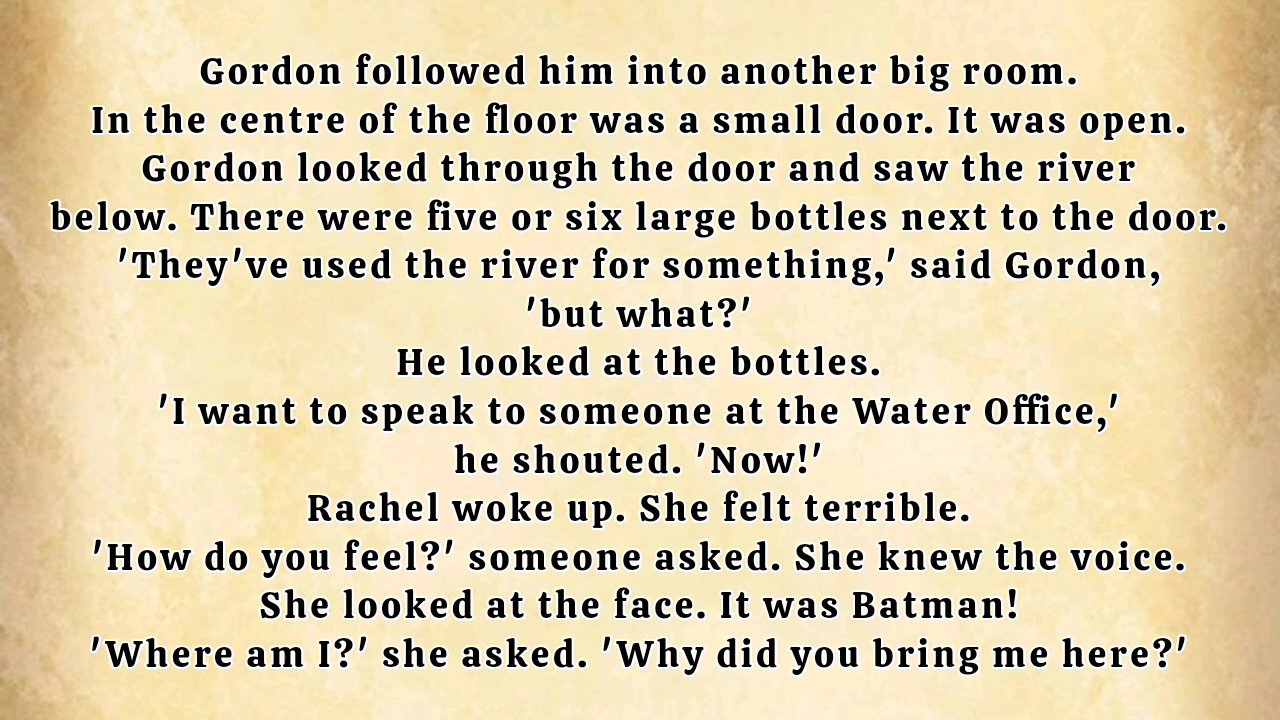 Gordon followed him into another big room.
In the centre of the floor was a small door. It was open.
Gordon looked through the door and saw the river
below. There were five or six large bottles next to the door.
'They've used the river for something,' said Gordon,
'but what?'
He looked at the bottles.
'I want to speak to someone at the Water Office,'
he shouted. 'Now!'
Rachel woke up. She felt terrible.
'How do you feel?' someone asked. She knew the voice.
She looked at the face. It was Batman!
'Where am I?' she asked. 'Why did you bring me here?'